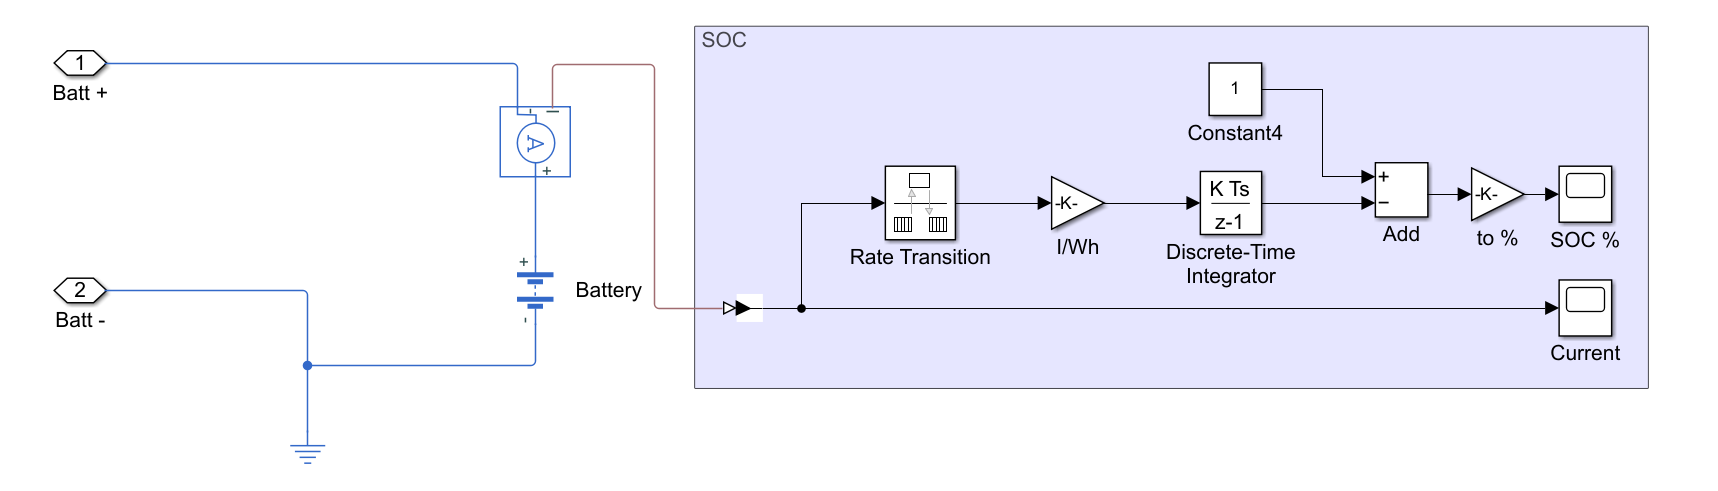 1
Batt +
2
Batt -
-
I
A
+
+
-
Battery
SOC
1
Constant4
Rate Transition
-K-
I/Wh
K Ts
z-1
Discrete-Time
Integrator
+
−
Add
-K-
to %
SOC %
Current